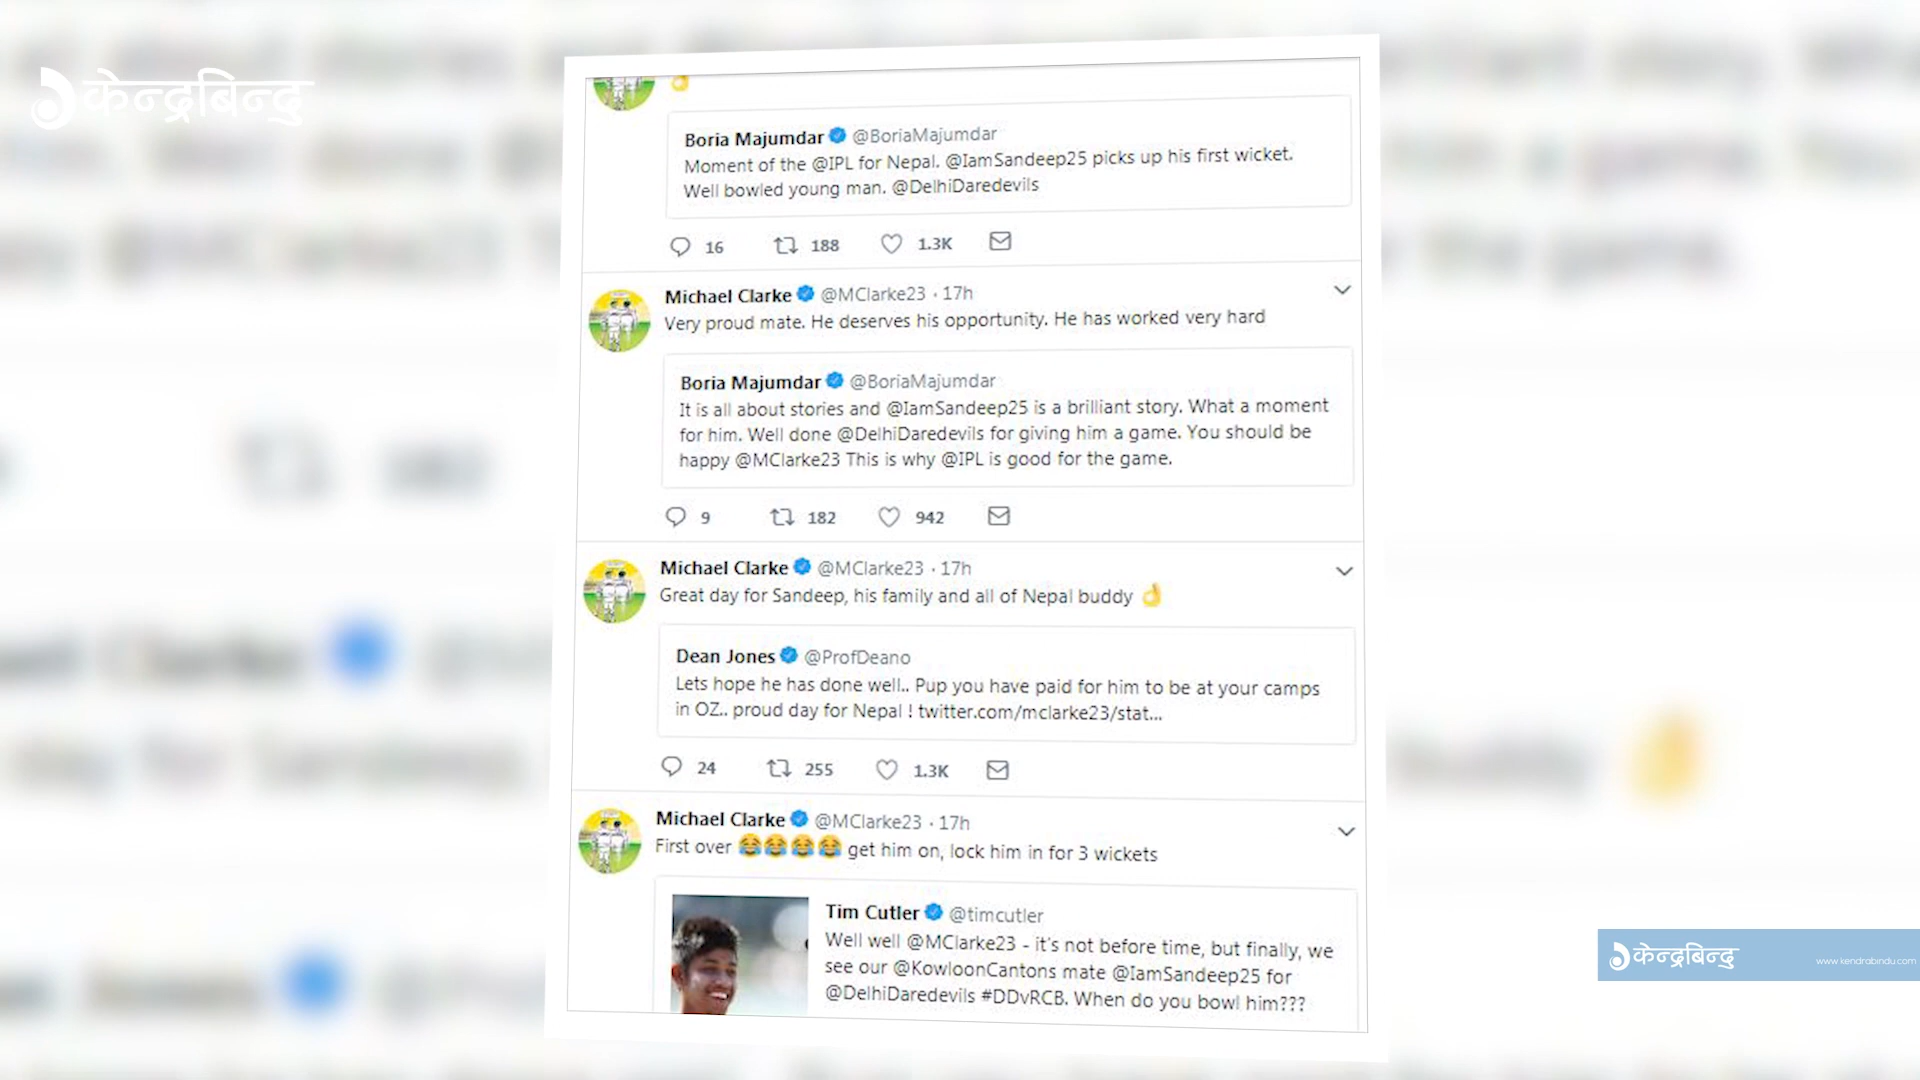 केन्द्रबिन्दु
Boria Majumdar @BoriaMajumdar
Moment of the @IPL for Nepal. @IamSandeep25 picks up his first wicket.
Well bowled young man. @DelhiDaredevils
16 188 1.3K
Michael Clarke @MClarke23 · 17h
Very proud mate. He deserves his opportunity. He has worked very hard
Boria Majumdar @BoriaMajumdar
It is all about stories and @IamSandeep25 is a brilliant story. What a moment
for him. Well done @DelhiDaredevils for giving him a game. You should be
happy @MClarke23 This is why @IPL is good for the game.
9 182 942
Michael Clarke @MClarke23 · 17h
Great day for Sandeep, his family and all of Nepal buddy 👌
Dean Jones @ProfDeano
Lets hope he has done well.. Pup you have paid for him to be at your camps
in OZ.. proud day for Nepal ! twitter.com/mclarke23/stat...
24 255 1.3K
Michael Clarke @MClarke23 · 17h
First over 😂😂😂😂 get him on, lock him in for 3 wickets
Tim Cutler @timcutler
Well well @MClarke23 - it's not before time, but finally, we
see our @KowloonCantons mate @IamSandeep25 for
@DelhiDaredevils #DDvRCB. When do you bowl him???
केन्द्रबिन्दु
www.kendrabindu.com